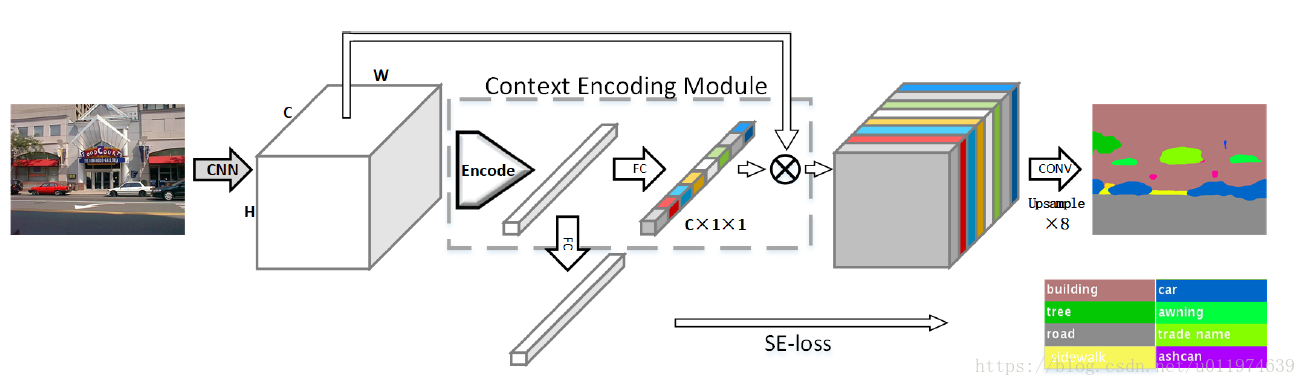 W
Context Encoding Module
C
CNN
Encode
FC
CONV
H
C×1×1
Upsample
×8
FC
SE-loss
building
car
tree
awning
road
trade name
sidewalk
ashcan
https://blog.csdn.net/u011974639